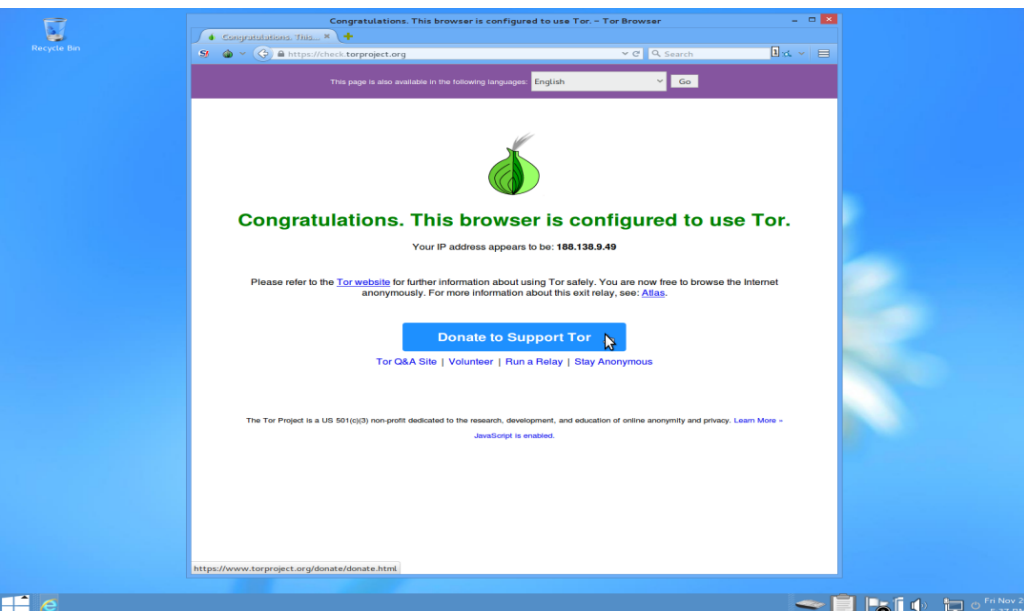 Recycle Bin
Congratulations. This browser is configured to use Tor. – Tor Browser
Congratulations. This...
https://check.torproject.org
Search
This page is also available in the following languages: English Go
Congratulations. This browser is configured to use Tor.
Your IP address appears to be: 188.138.9.49
Please refer to the Tor website for further information about using Tor safely. You are now free to browse the Internet
anonymously. For more information about this exit relay, see: Atlas.
Donate to Support Tor
Tor Q&A Site | Volunteer | Run a Relay | Stay Anonymous
The Tor Project is a US 501(c)(3) non-profit dedicated to the research, development, and education of online anonymity and privacy. Learn More »
JavaScript is enabled.
https://www.torproject.org/donate/donate.html
Fri Nov 2